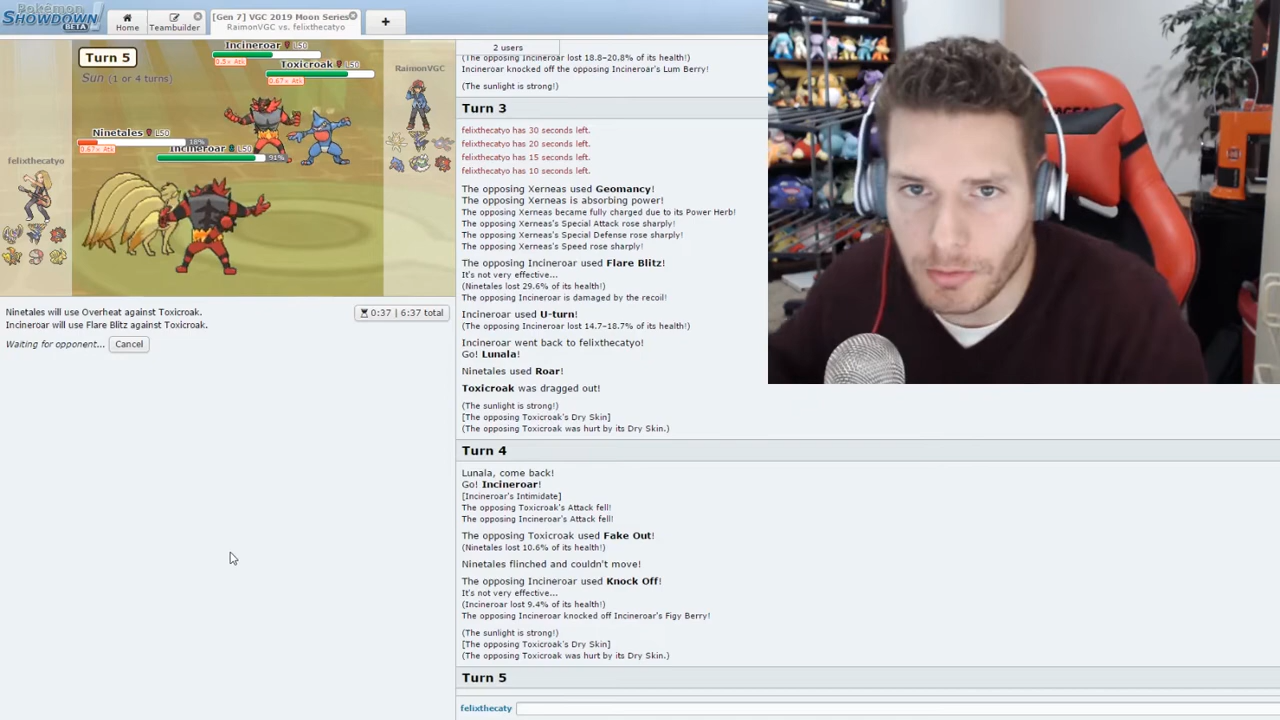 Pokémon
SHOWDOWN
BETA
Home
Teambuilder
[Gen 7] VGC 2019 Moon Series
RaimonVGC vs. felixthecatyo
+
Turn 5
Sun (1 or 4 turns)
Incineroar L50
0.5× Atk
Toxicroak L50
0.67× Atk
RaimonVGC
Ninetales L50
18%
0.67× Atk
Incineroar L50
91%
felixthecatyo
Ninetales will use Overheat against Toxicroak.
Incineroar will use Flare Blitz against Toxicroak.
0:37 | 6:37 total
Waiting for opponent... Cancel
2 users
(The opposing Incineroar lost 18.8–20.8% of its health!)
Incineroar knocked off the opposing Incineroar's Lum Berry!
(The sunlight is strong!)
Turn 3
felixthecatyo has 30 seconds left.
felixthecatyo has 20 seconds left.
felixthecatyo has 15 seconds left.
felixthecatyo has 10 seconds left.
The opposing Xerneas used Geomancy!
The opposing Xerneas is absorbing power!
The opposing Xerneas became fully charged due to its Power Herb!
The opposing Xerneas's Special Attack rose sharply!
The opposing Xerneas's Special Defense rose sharply!
The opposing Xerneas's Speed rose sharply!
The opposing Incineroar used Flare Blitz!
It's not very effective...
(Ninetales lost 29.6% of its health!)
The opposing Incineroar is damaged by the recoil!
Incineroar used U-turn!
(The opposing Incineroar lost 14.7–18.7% of its health!)
Incineroar went back to felixthecatyo!
Go! Lunala!
Ninetales used Roar!
Toxicroak was dragged out!
(The sunlight is strong!)
[The opposing Toxicroak's Dry Skin]
(The opposing Toxicroak was hurt by its Dry Skin.)
Turn 4
Lunala, come back!
Go! Incineroar!
[Incineroar's Intimidate]
The opposing Toxicroak's Attack fell!
The opposing Incineroar's Attack fell!
The opposing Toxicroak used Fake Out!
(Ninetales lost 10.6% of its health!)
Ninetales flinched and couldn't move!
The opposing Incineroar used Knock Off!
It's not very effective...
(Incineroar lost 9.4% of its health!)
The opposing Incineroar knocked off Incineroar's Figy Berry!
(The sunlight is strong!)
[The opposing Toxicroak's Dry Skin]
(The opposing Toxicroak was hurt by its Dry Skin.)
Turn 5
felixthecaty